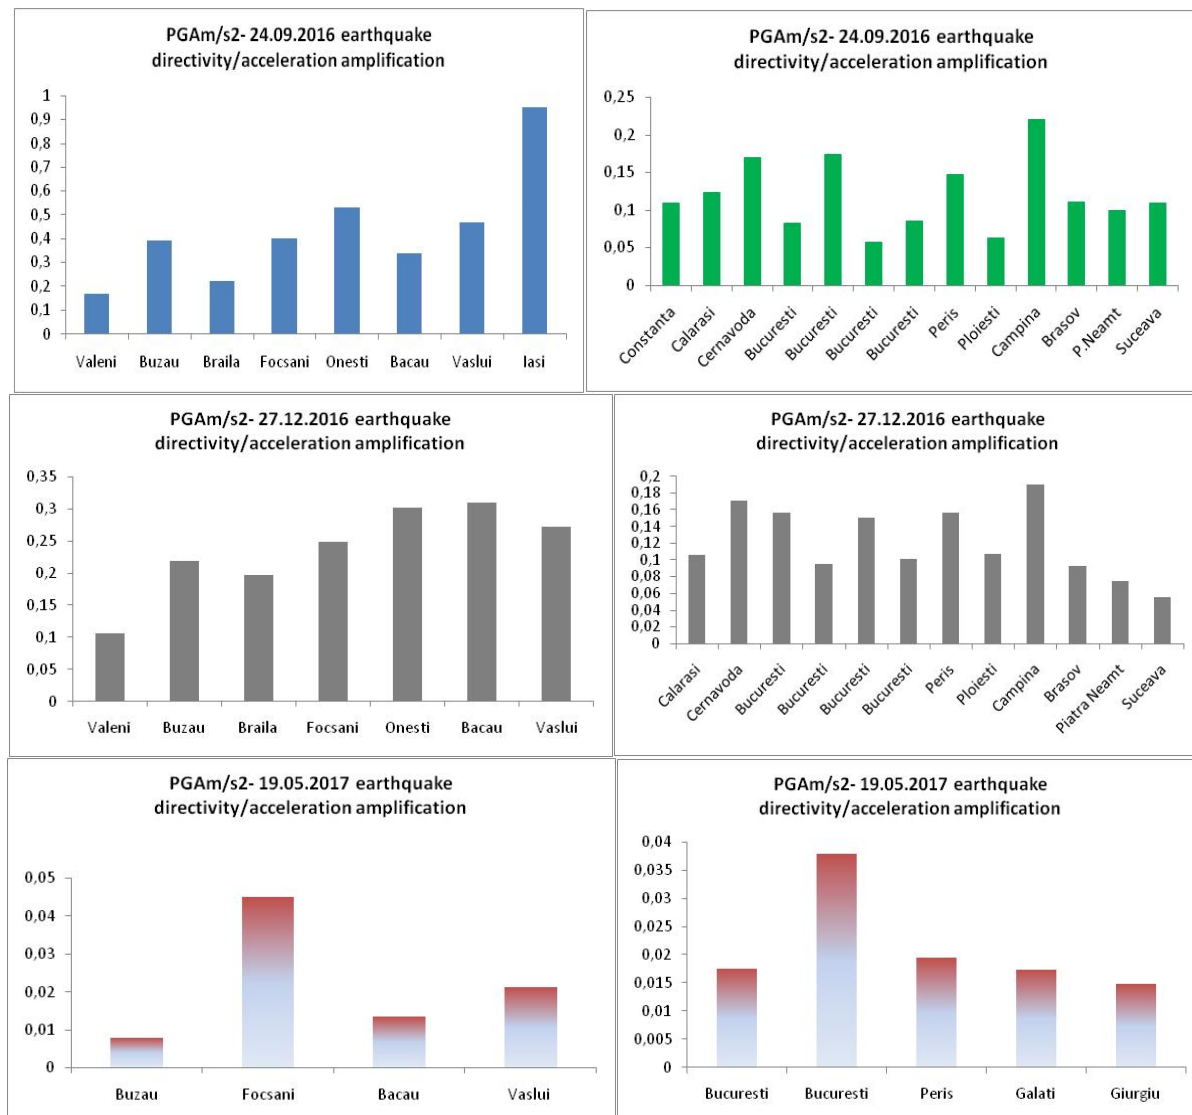 PGAm/s2- 24.09.2016 earthquake
directivity/acceleration amplification
1
0,9
0,8
0,7
0,6
0,5
0,4
0,3
0,2
0,1
0
Valeni Buzau Braila Focsani Onesti Bacau Vaslui Iasi
PGAm/s2- 24.09.2016 earthquake
directivity/acceleration amplification
0,25
0,2
0,15
0,1
0,05
0
Constanta Calarasi Cernavoda Bucuresti Bucuresti Bucuresti Bucuresti Peris Ploiesti Campina Brasov P.Neamt Suceava
PGAm/s2- 27.12.2016 earthquake
directivity/acceleration amplification
0,35
0,3
0,25
0,2
0,15
0,1
0,05
0
Valeni Buzau Braila Focsani Onesti Bacau Vaslui
PGAm/s2- 27.12.2016 earthquake
directivity/acceleration amplification
0,2
0,18
0,16
0,14
0,12
0,1
0,08
0,06
0,04
0,02
0
Calarasi Cernavoda Bucuresti Bucuresti Bucuresti Bucuresti Peris Ploiesti Campina Brasov Piatra Neamt Suceava
PGAm/s2- 19.05.2017 earthquake
directivity/acceleration amplification
0,05
0,04
0,03
0,02
0,01
0
Buzau Focsani Bacau Vaslui
PGAm/s2- 19.05.2017 earthquake
directivity/acceleration amplification
0,04
0,035
0,03
0,025
0,02
0,015
0,01
0,005
0
Bucuresti Bucuresti Peris Galati Giurgiu